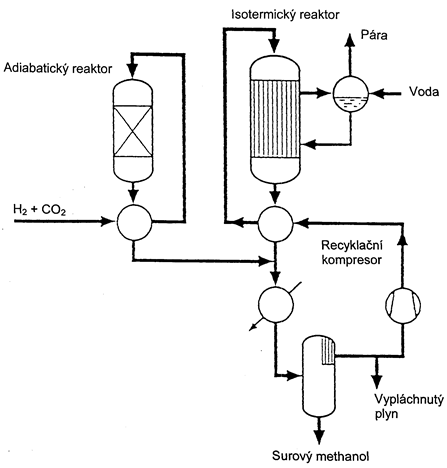 Isotermický reaktor
Pára
Adiabatický reaktor
Voda
H₂ + CO₂
Recyklační
kompresor
Vypláchnutý
plyn
Surový methanol